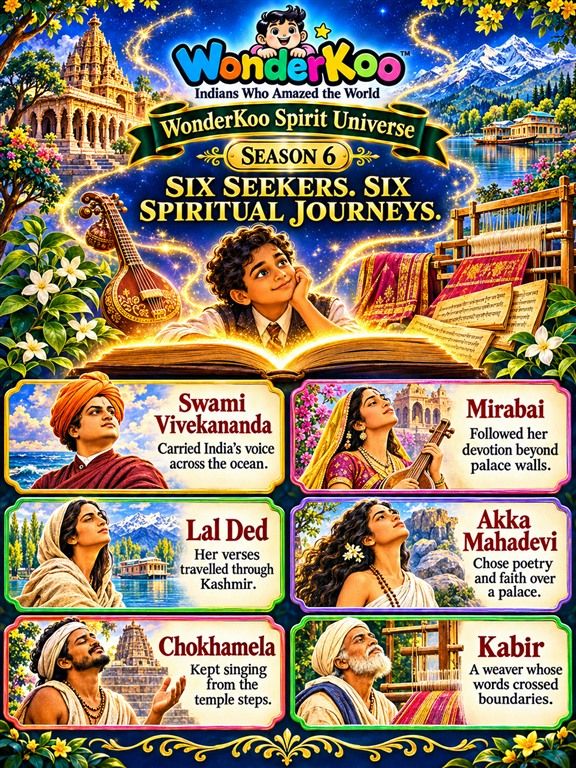 WonderKoo™
Indians Who Amazed the World
WonderKoo Spirit Universe
Season 6
Six Seekers. Six
Spiritual Journeys.
Swami
Vivekananda
Carried India's voice
across the ocean.
Mirabai
Followed her
devotion beyond
palace walls.
Lal Ded
Her verses
travelled through
Kashmir.
Akka
Mahadevi
Chose poetry
and faith over
a palace.
Chokhamela
Kept singing
from the
temple steps.
Kabir
A weaver whose
words crossed
boundaries.